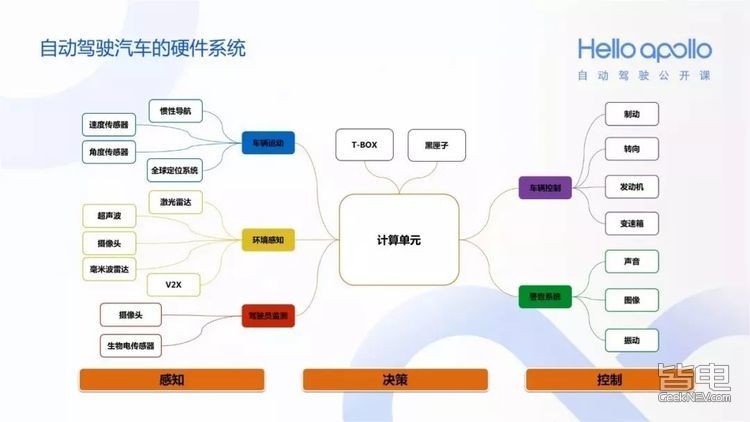 自动驾驶汽车的硬件系统
Hello apollo
自动驾驶公开课
惯性导航
速度传感器
角度传感器
全球定位系统
车辆运动
激光雷达
超声波
摄像头
毫米波雷达
V2X
环境感知
摄像头
生物电传感器
驾驶员监测
T-BOX
黑匣子
计算单元
车辆控制
制动
转向
发动机
变速箱
警告系统
声音
图像
振动
感知
决策
控制
皆电
GeekNEV.com